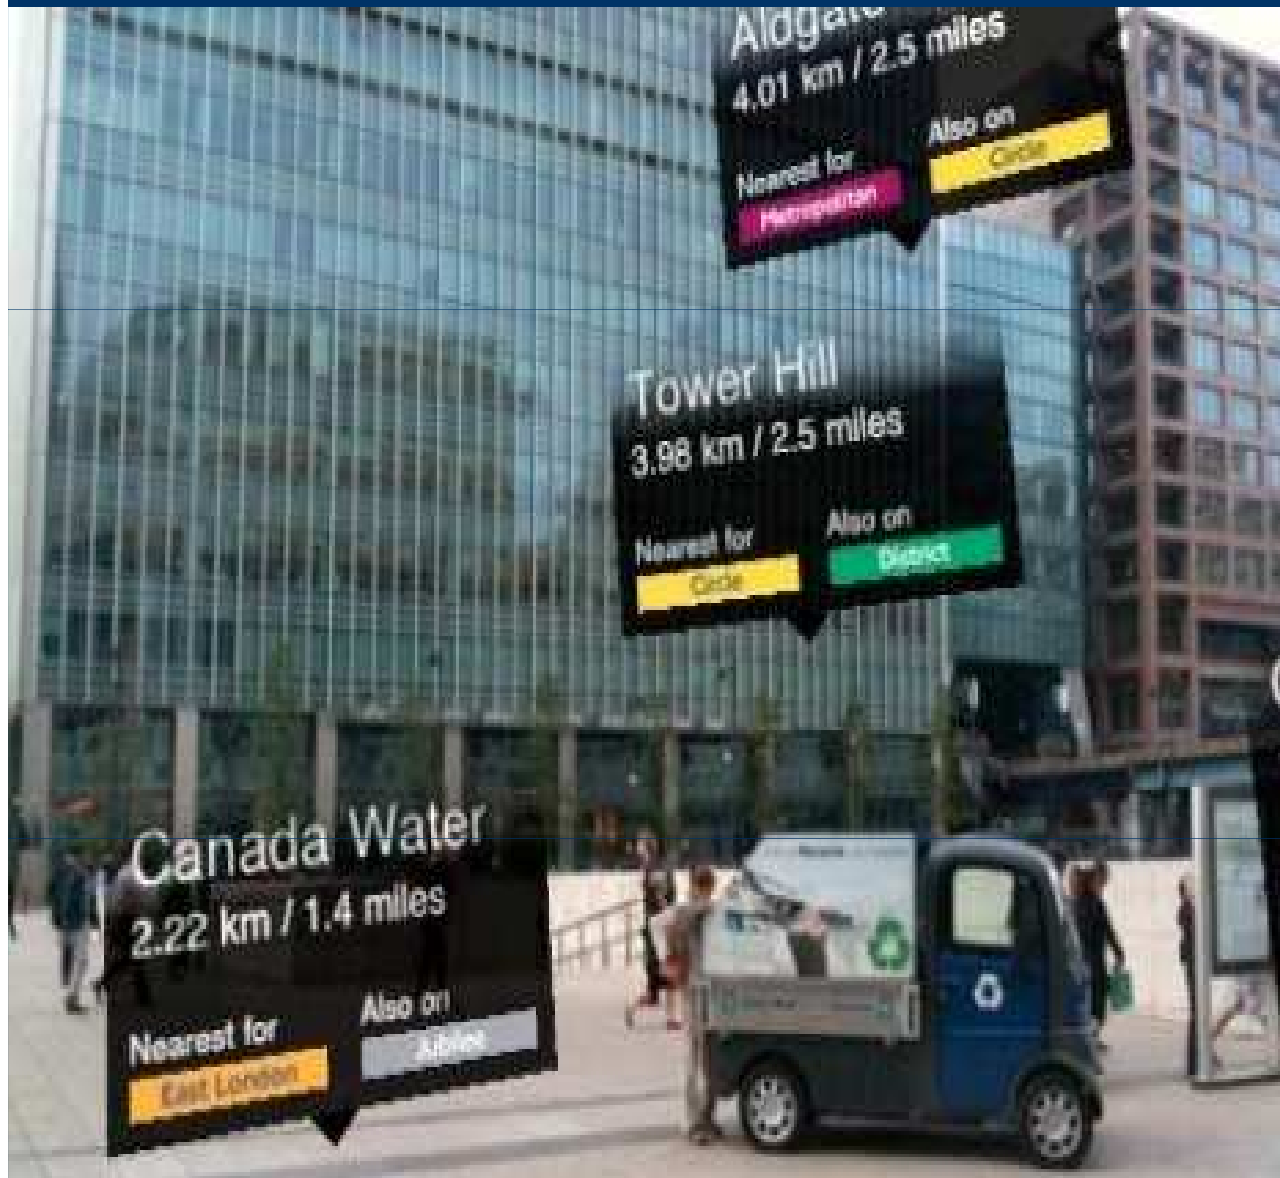 Aldgate
4.01 km / 2.5 miles
Nearest for
Also on
Metropolitan
Circle
Tower Hill
3.98 km / 2.5 miles
Nearest for
Also on
Circle
District
Canada Water
2.22 km / 1.4 miles
Nearest for
Also on
East London
Jubilee